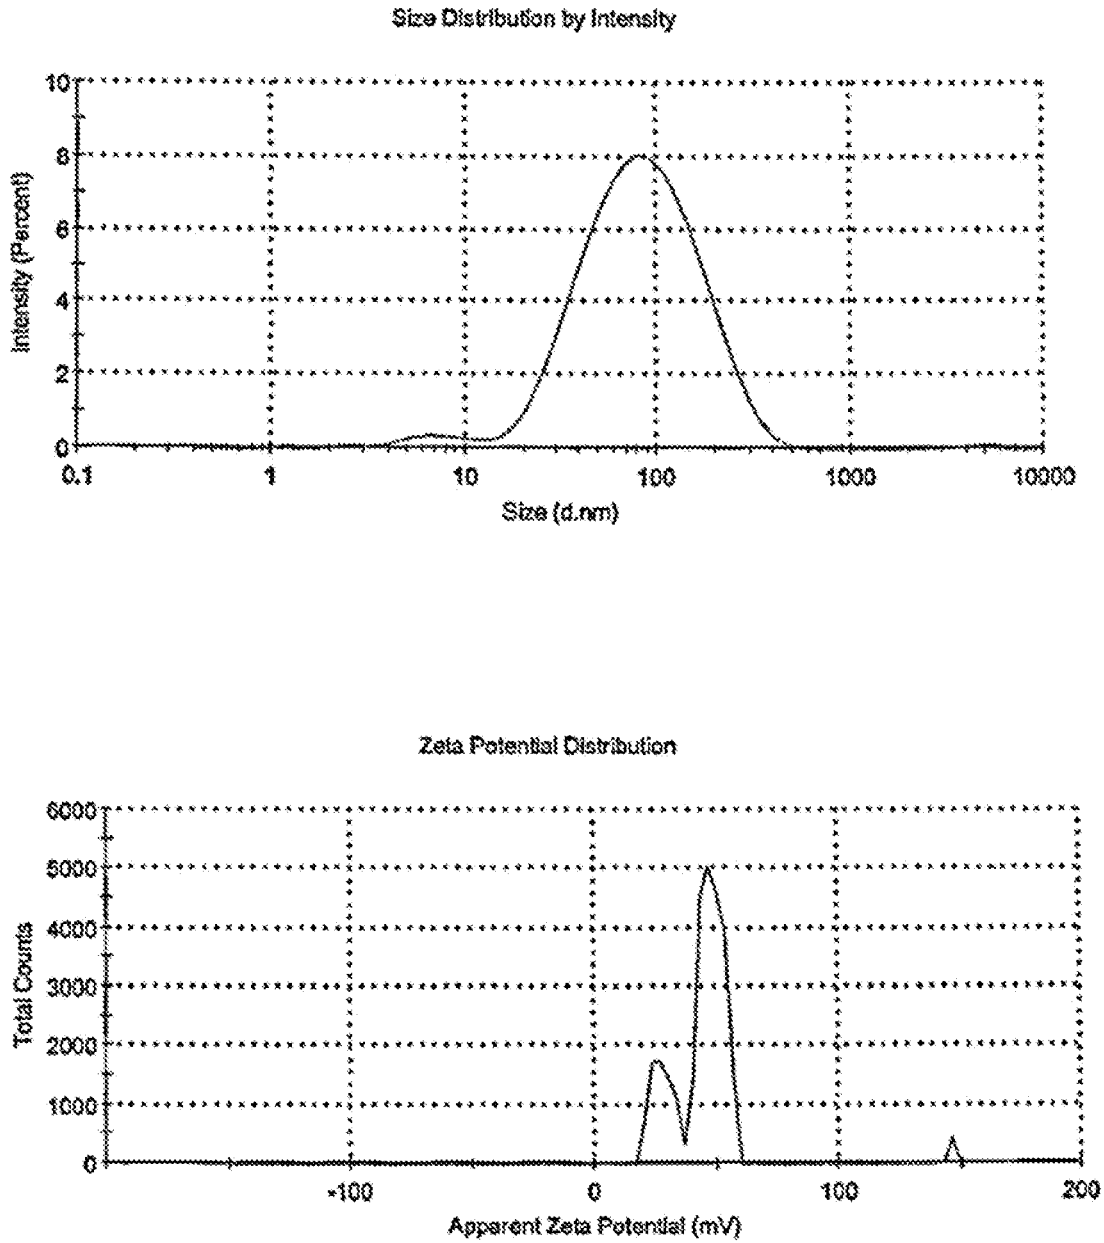 Size Distribution by Intensity
10
8
6
4
2
0
Intensity (Percent)
0.1 1 10 100 1000 10000
Size (d.nm)
Zeta Potential Distribution
6000
5000
4000
3000
2000
1000
0
Total Counts
-100 0 100 200
Apparent Zeta Potential (mV)